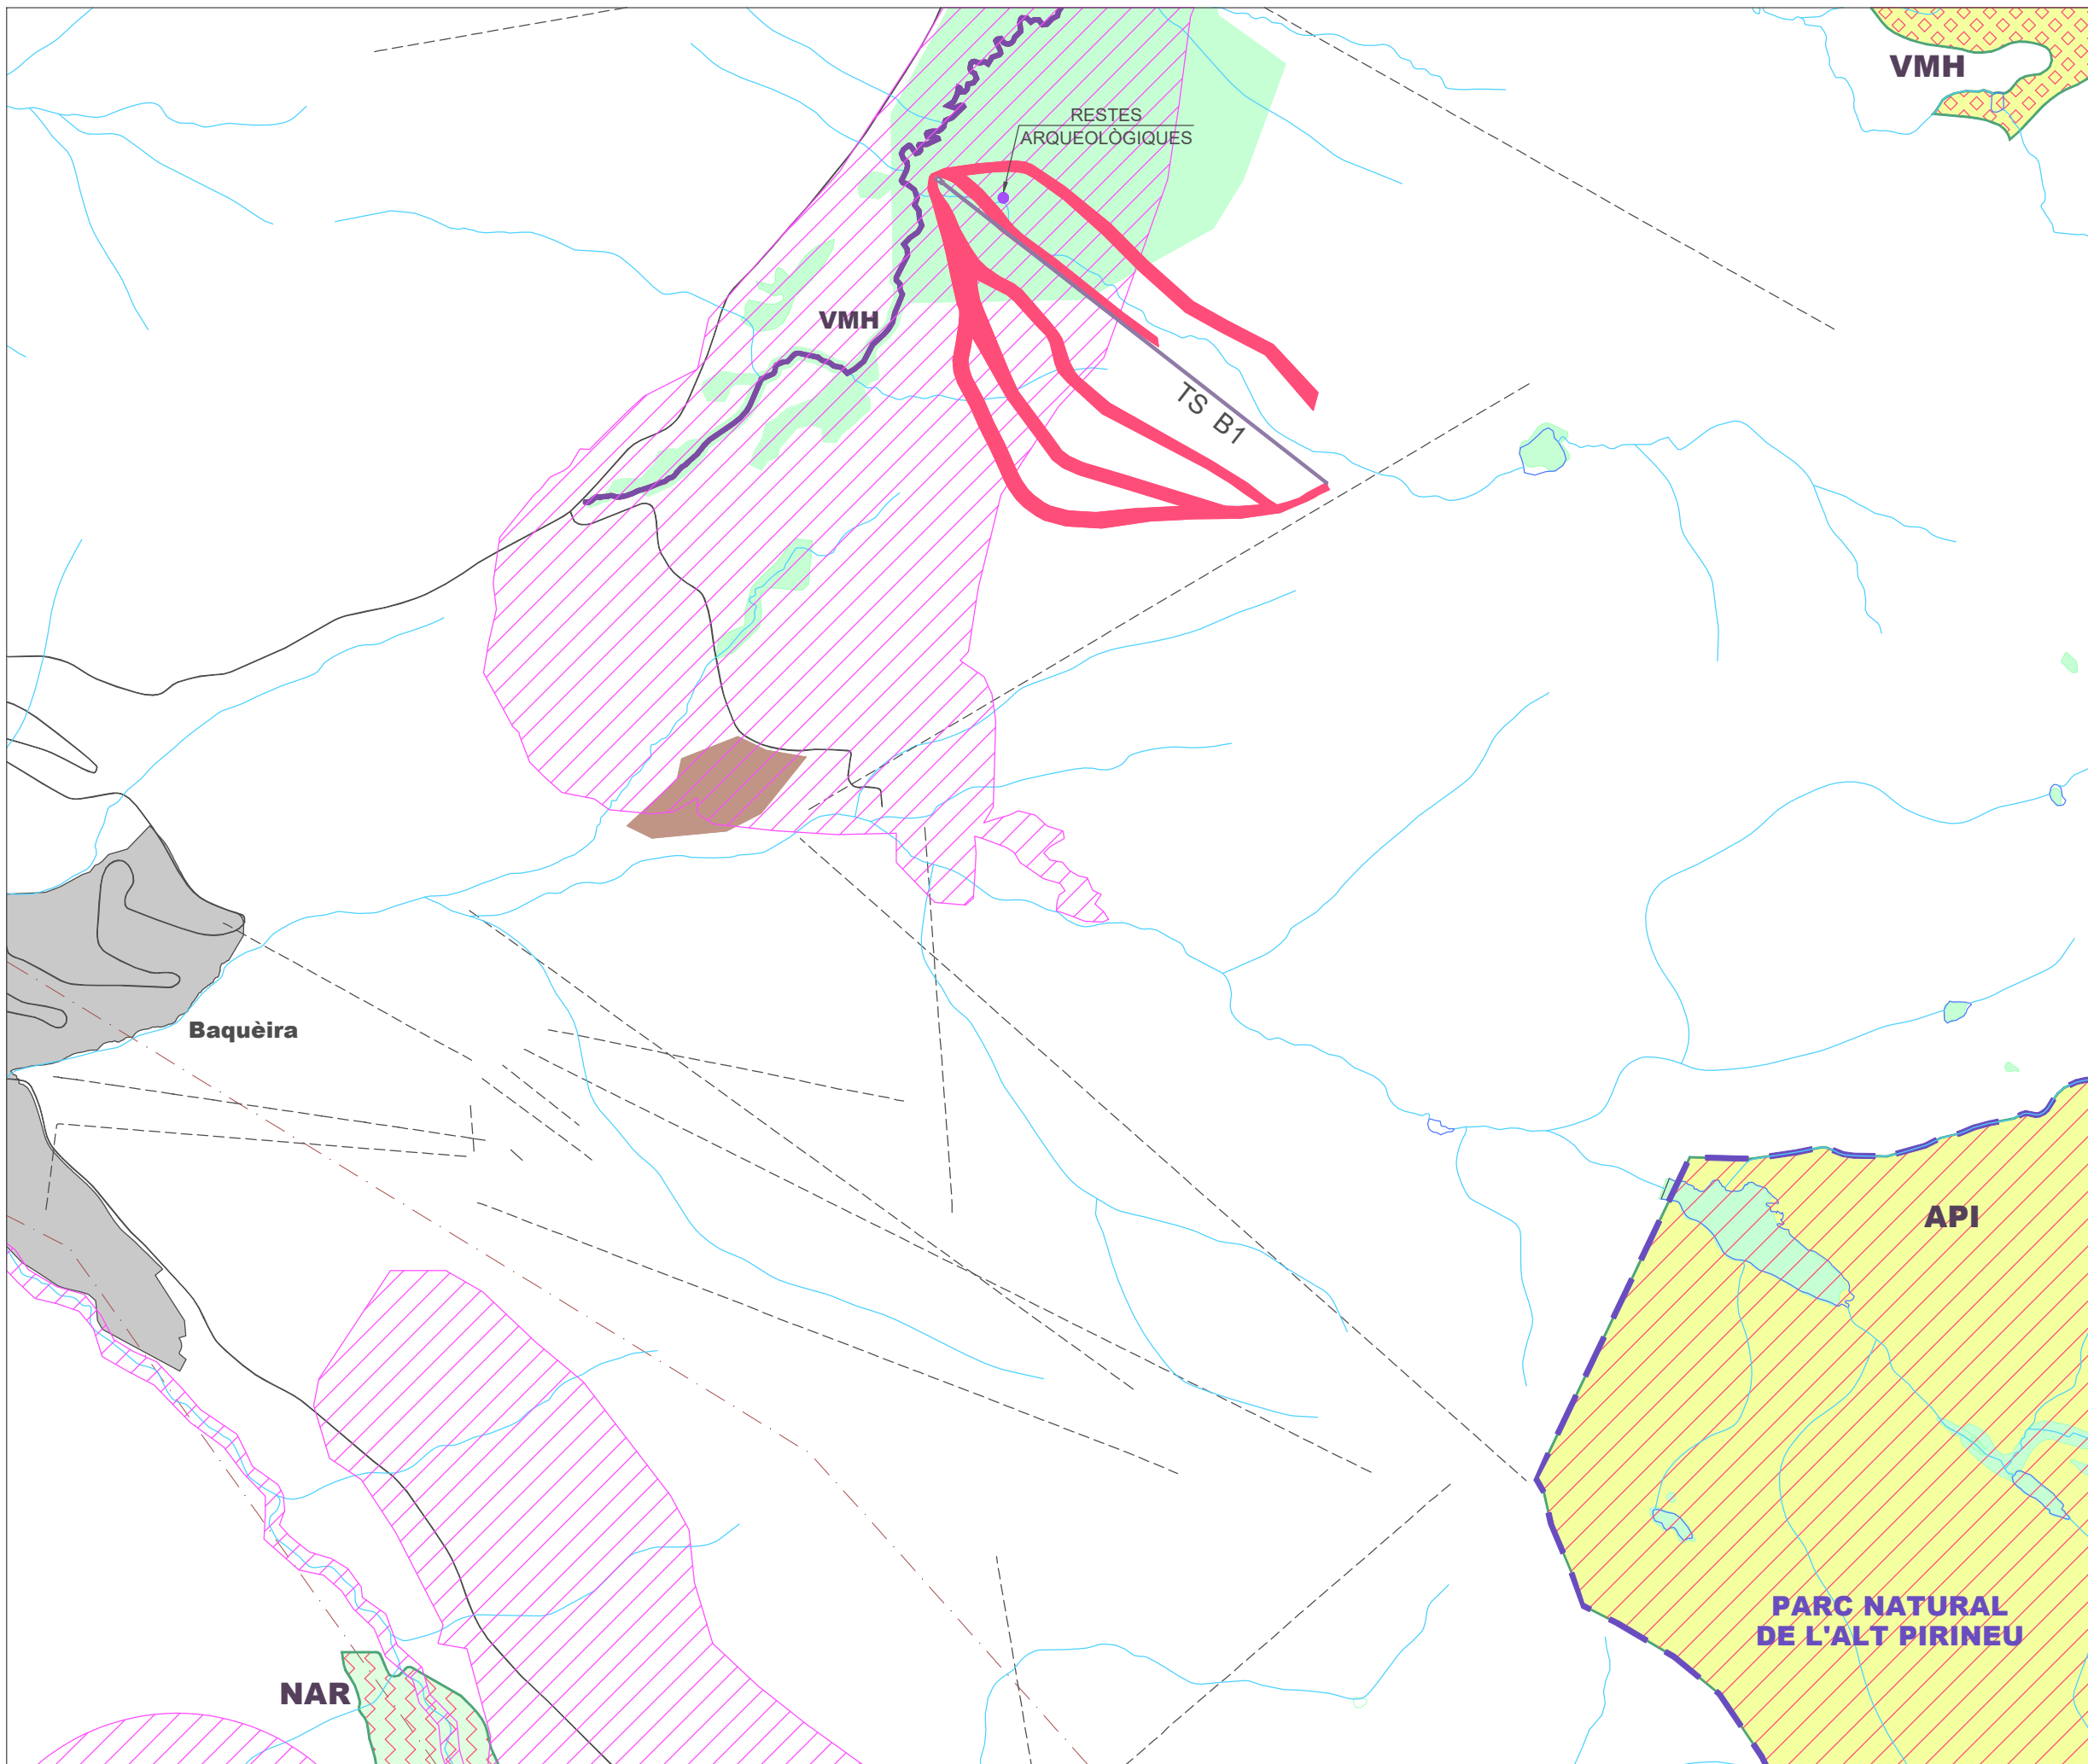 VMH
RESTES
ARQUEOLÒGIQUES
VMH
TS B1
Baquèira
API
PARC NATURAL
DE L'ALT PIRINEU
NAR